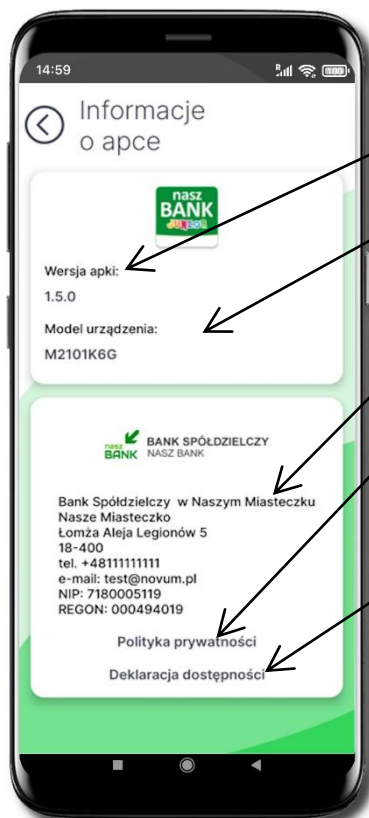 14:59
Informacje
o apce
nasz
BANK
JUNIOR
Wersja apki:
1.5.0
Model urządzenia:
M2101K6G
nasz
BANK
BANK SPÓŁDZIELCZY
NASZ BANK
Bank Spółdzielczy w Naszym Miasteczku
Nasze Miasteczko
Łomża Aleja Legionów 5
18-400
tel. +48111111111
e-mail: test@novum.pl
NIP: 7180005119
REGON: 000494019
Polityka prywatności
Deklaracja dostępności